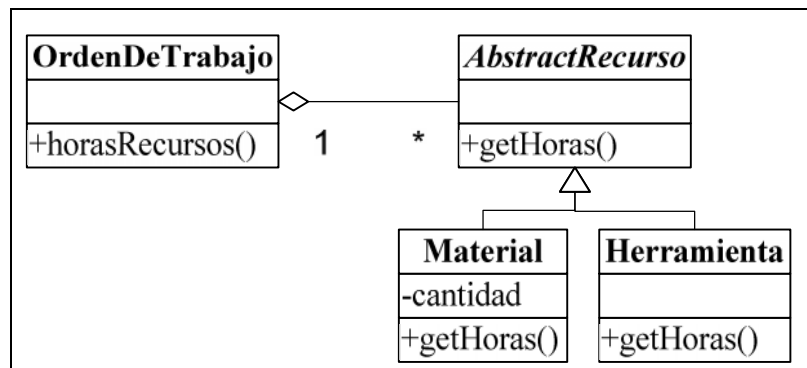 OrdenDeTrabajo
+horasRecursos()
1
*
AbstractRecurso
+getHoras()
Material
-cantidad
+getHoras()
Herramienta
+getHoras()